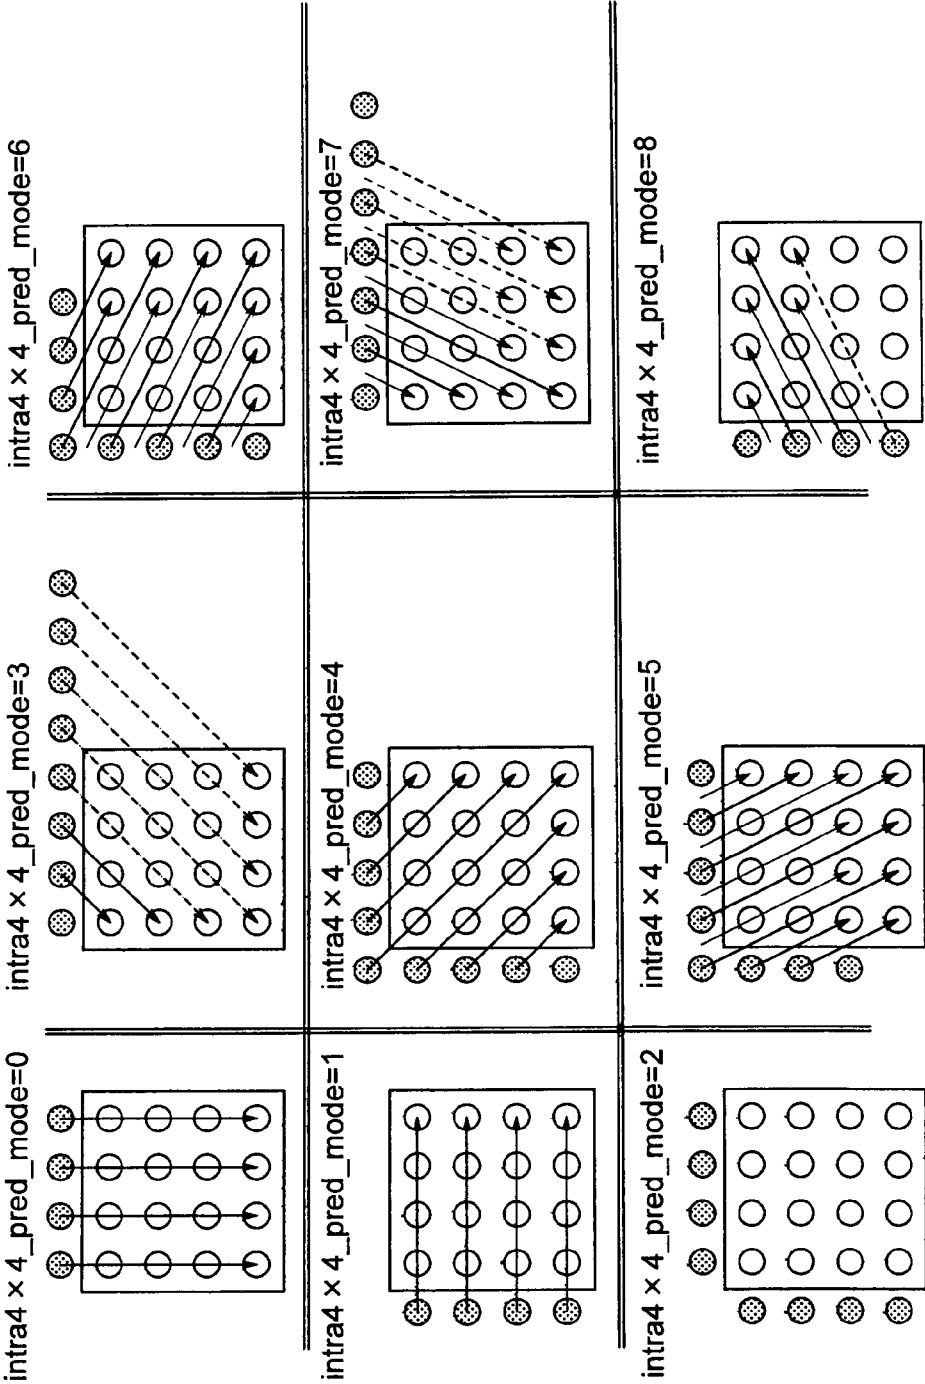 intra4×4_pred_mode=0
intra4×4_pred_mode=3
intra4×4_pred_mode=6
intra4×4_pred_mode=1
intra4×4_pred_mode=4
intra4×4_pred_mode=7
intra4×4_pred_mode=2
intra4×4_pred_mode=5
intra4×4_pred_mode=8